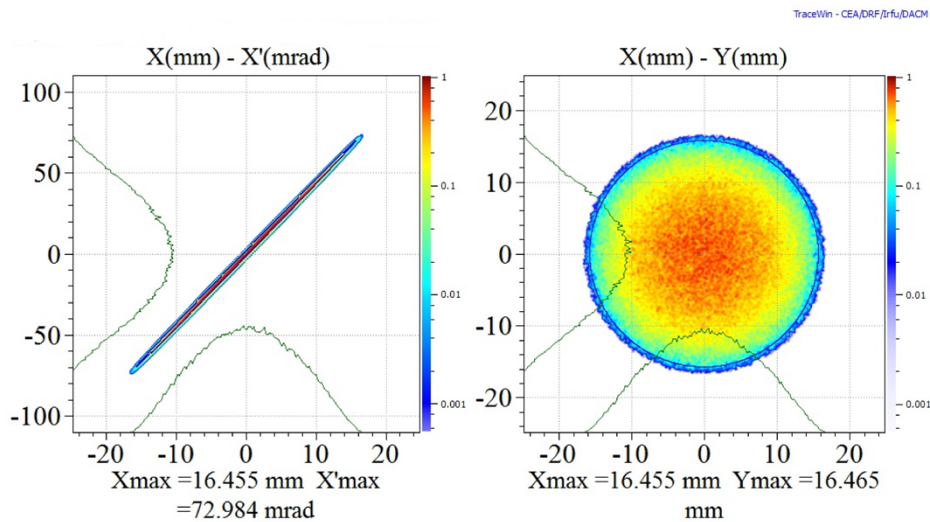 TraceWin - CEA/DRF/Irfu/DACM
X(mm) - X'(mrad)
100
50
0
-50
-100
-20 -10 0 10 20
1
0.1
0.01
0.001
Xmax =16.455 mm X'max
=72.984 mrad
X(mm) - Y(mm)
20
10
0
-10
-20
-20 -10 0 10 20
1
0.1
0.01
0.001
Xmax =16.455 mm Ymax =16.465
mm